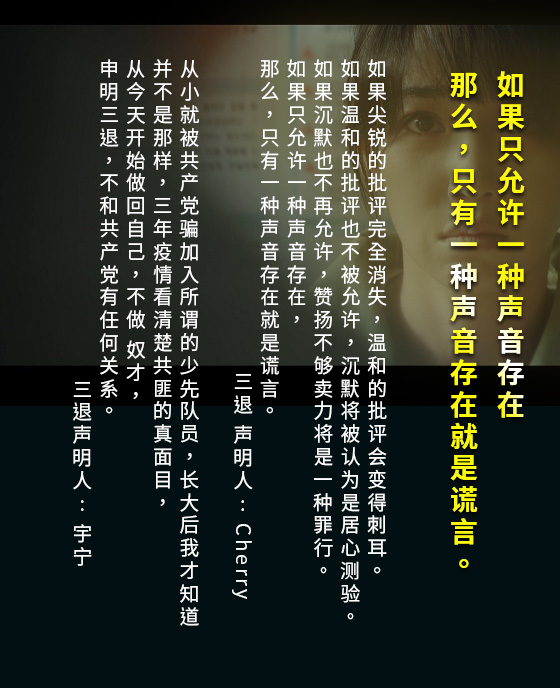 如果只允许一种声音存在
那么，只有一种声音存在就是谎言。
如果尖锐的批评完全消失，温和的批评会变得刺耳。
如果温和的批评也不被允许，沉默将被认为是居心测验。
如果沉默也不再允许，赞扬不够卖力将是一种罪行。
如果只允许一种声音存在，
那么，只有一种声音存在就是谎言。
三退 声明人：Cherry
从小就被共产党骗加入所谓的少先队员，长大后我才知道
并不是那样，三年疫情看清楚共匪的真面目，
从今天开始做回自己，不做 奴才，
申明三退，不和共产党有任何关系。
三退声明人：宇宁